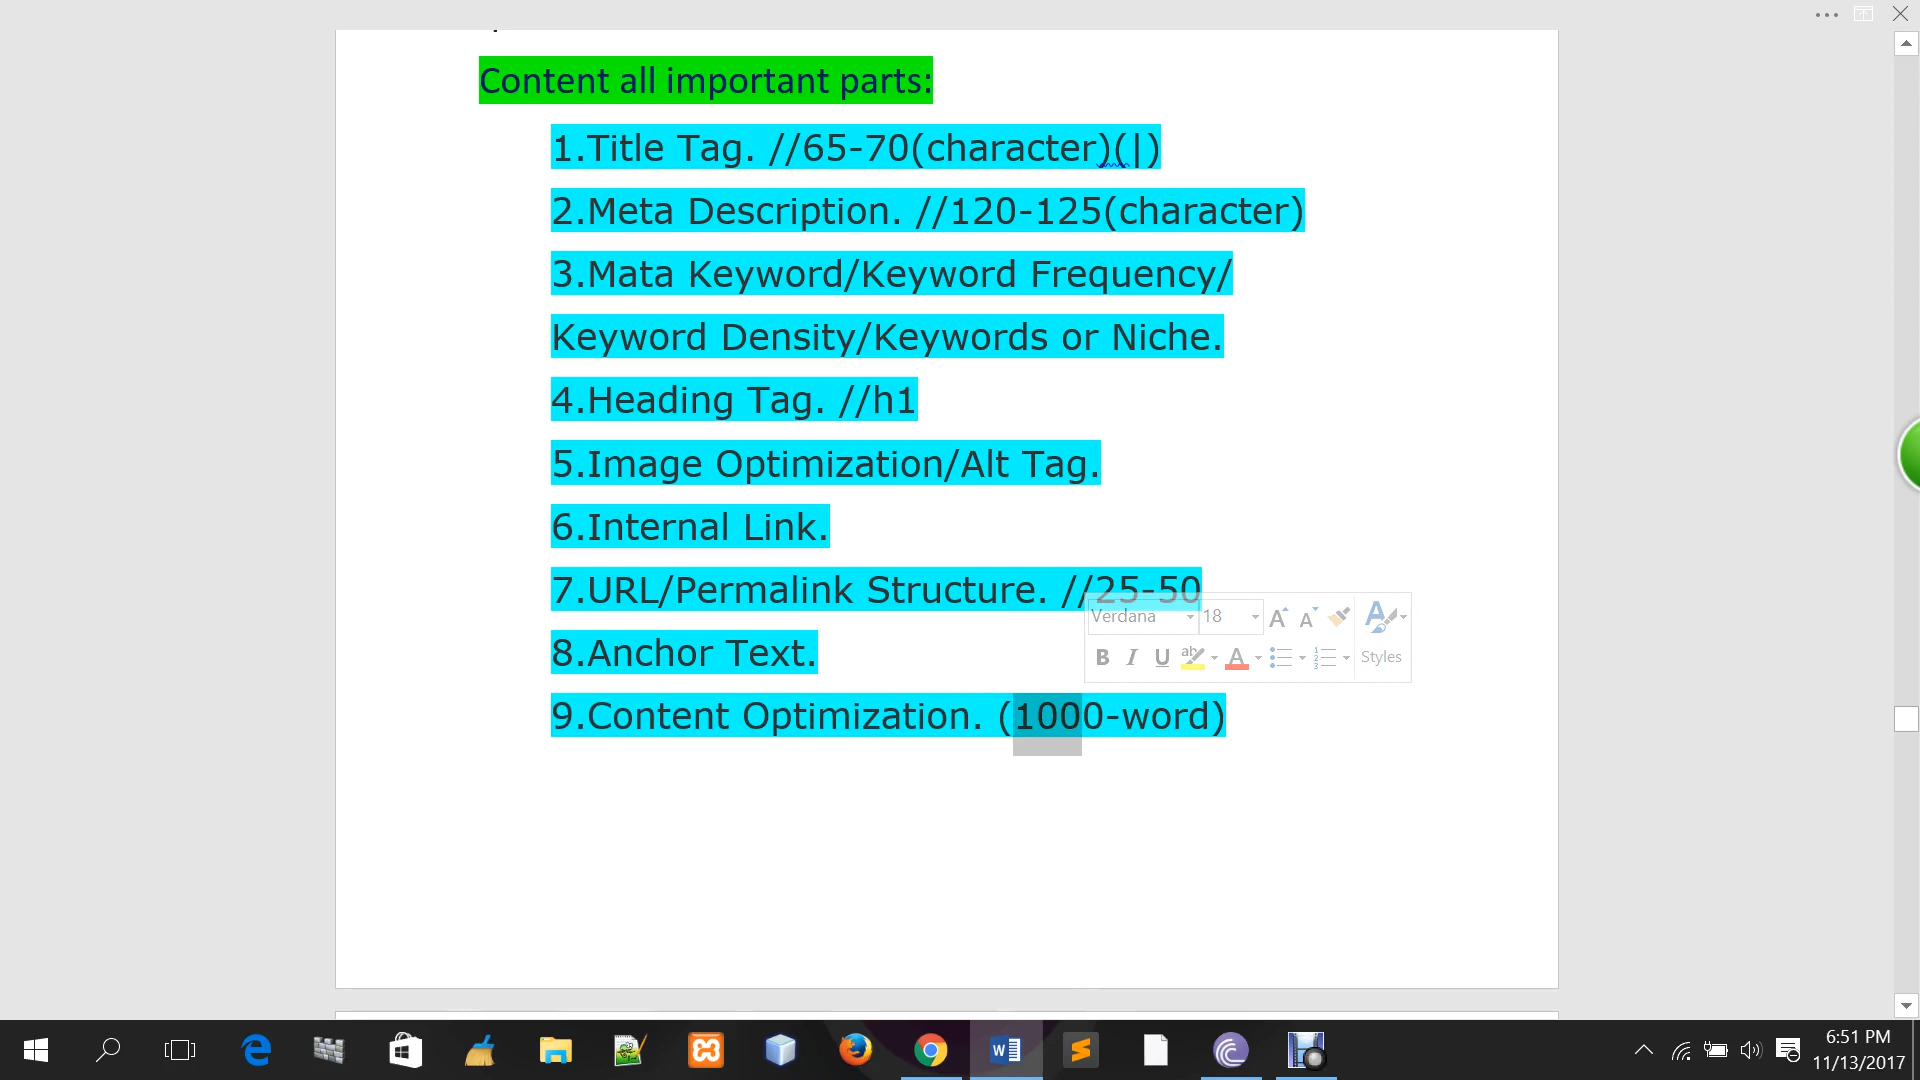 Content all important parts:
1.Title Tag. //65-70(character)(|)
2.Meta Description. //120-125(character)
3.Mata Keyword/Keyword Frequency/
Keyword Density/Keywords or Niche.
4.Heading Tag. //h1
5.Image Optimization/Alt Tag.
6.Internal Link.
7.URL/Permalink Structure. //25-50
Verdana 18
Styles
8.Anchor Text.
9.Content Optimization. (1000-word)
6:51 PM
11/13/2017